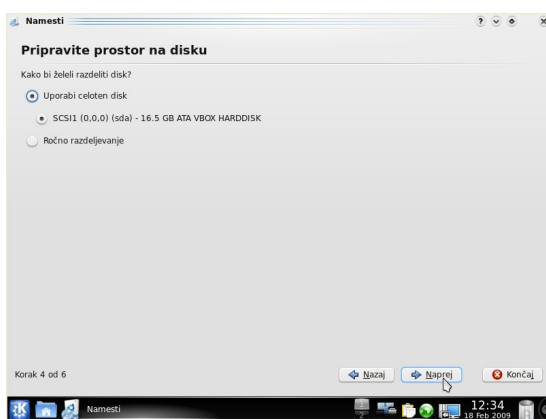 Namesti
Pripravite prostor na disku
Kako bi želeli razdeliti disk?
Uporabi celoten disk
SCSI1 (0,0,0) (sda) - 16.5 GB ATA VBOX HARDDISK
Ročno razdeljevanje
Korak 4 od 6
Nazaj
Naprej
Končaj
Namesti
12:34
18 Feb 2009